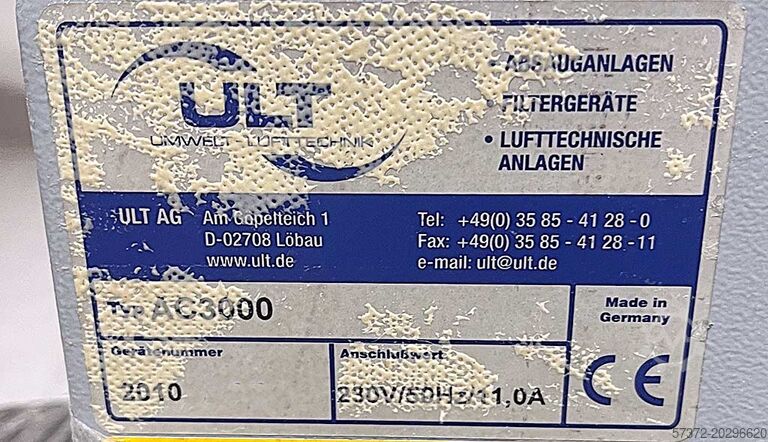 ULT
UMWELT - LUFTTECHNIK
• ABSAUGANLAGEN
• FILTERGERÄTE
• LUFTTECHNISCHE
ANLAGEN
ULT AG Am Göpelteich 1
D-02708 Löbau
www.ult.de
Tel: +49(0) 35 85 - 41 28 - 0
Fax: +49(0) 35 85 - 41 28 - 11
e-mail: ult@ult.de
Typ AC3000
Made in
Germany
Gerätenummer
2010
Anschlußwert
230V/50Hz/11,0A
CE
57372-20296620